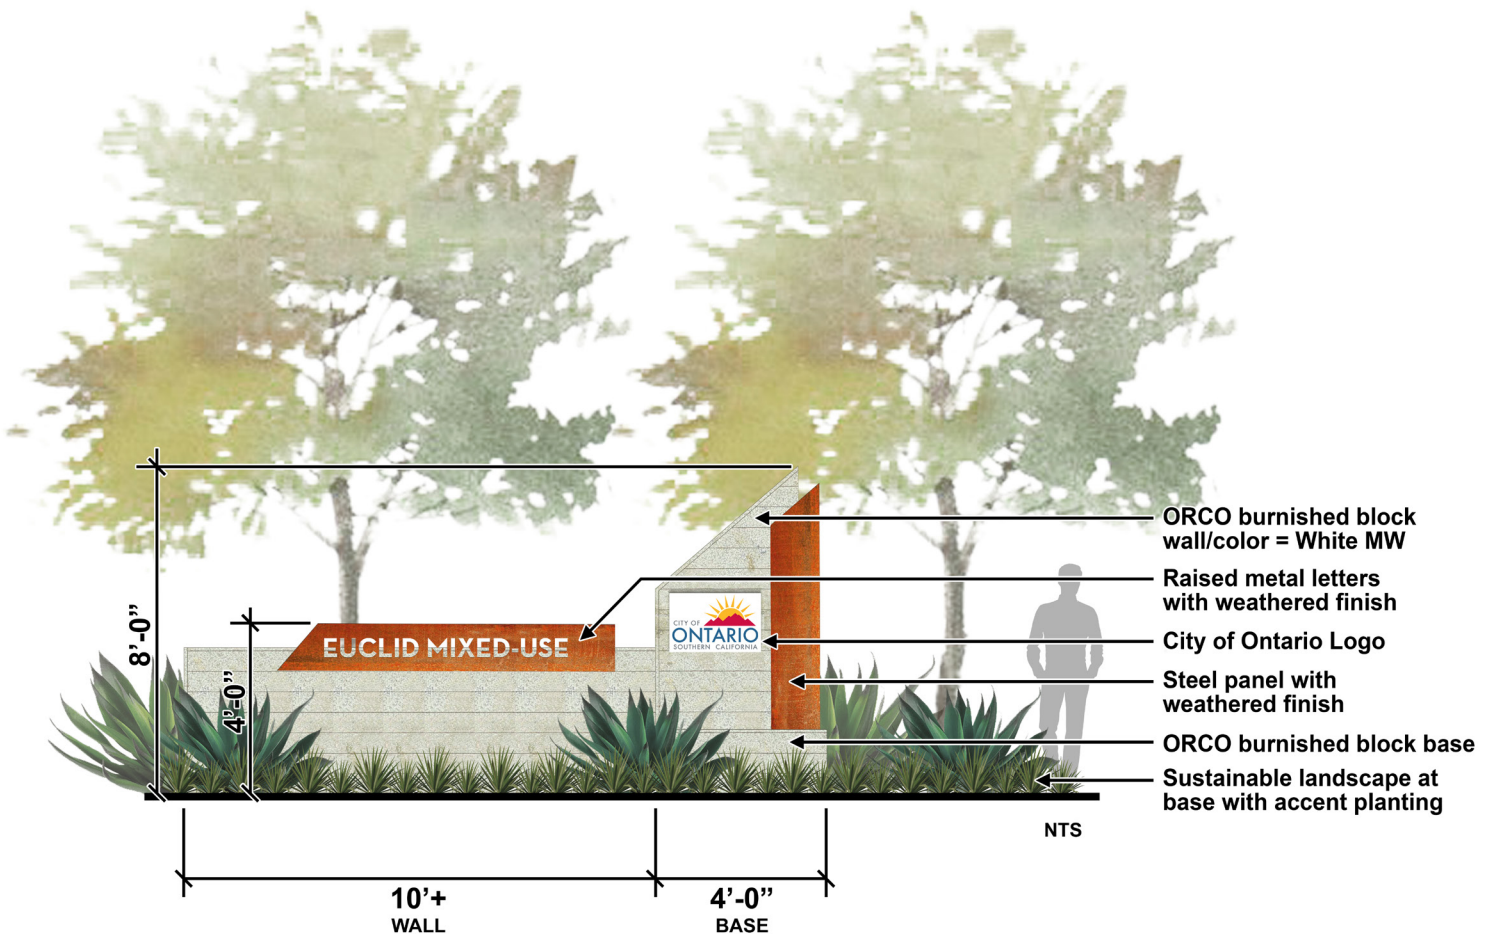 ORCO burnished block
wall/color = White MW
Raised metal letters
with weathered finish
City of Ontario Logo
Steel panel with
weathered finish
ORCO burnished block base
Sustainable landscape at
base with accent planting
NTS
8’-0”
4’-0”
EUCLID MIXED-USE
CITY OF
ONTARIO
SOUTHERN CALIFORNIA
10’+
WALL
4’-0”
BASE